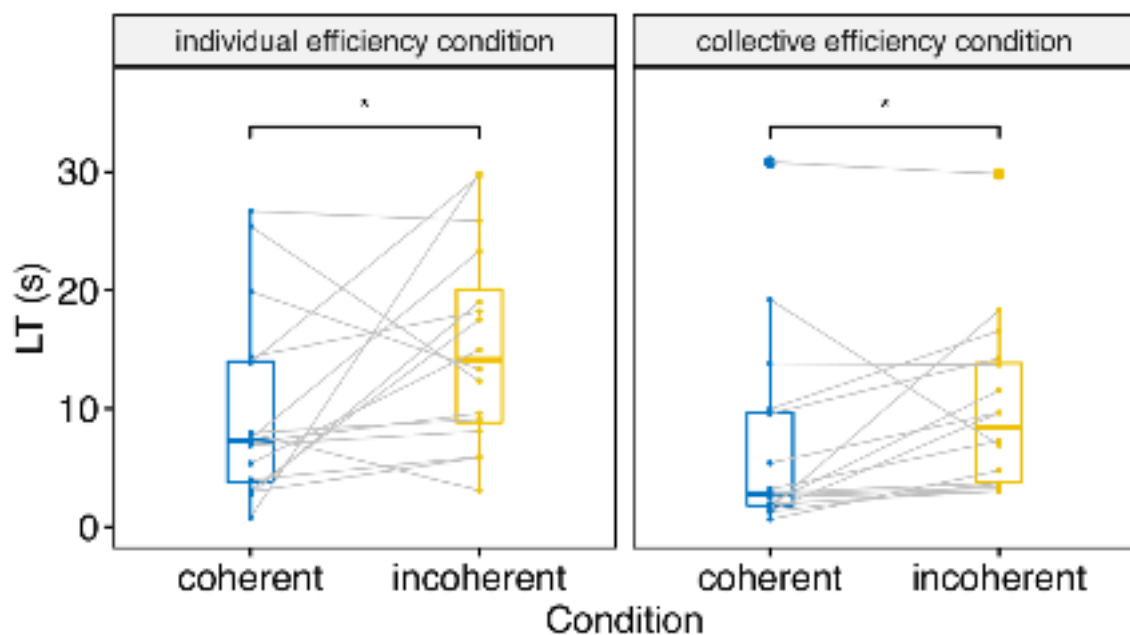 individual efficiency condition
collective efficiency condition
*
*
LT (s)
30
20
10
0
coherent
incoherent
coherent
incoherent
Condition